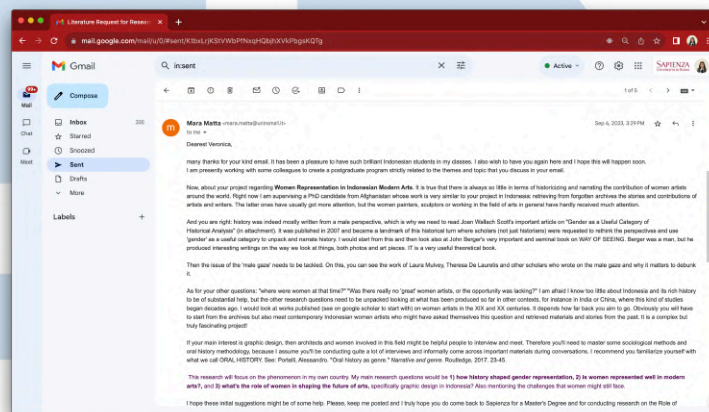 Literature Request for Resear
mail.google.com/mail/u/0/#sent/KtbxLrjKStVWbPfNxqHQbjhXVkPbgsKQTg
Gmail
in:sent
Active
SAPIENZA
99+
Mail
Compose
1 of 5
Chat
Inbox 200
Mara Matta <mara.matta@uniroma1.it>
Sep 4, 2023, 3:29 PM
to me
Starred
Meet
Snoozed
Dearest Veronica,
Sent
Drafts
many thanks for your kind email. It has been a pleasure to have such brilliant Indonesian students in my classes. I also wish to have you again here and I hope this will happen soon.
I am presently working with some colleagues to create a postgraduate program strictly related to the themes and topic that you discuss in your email.
More
Now, about your project regarding Women Representation in Indonesian Modern Arts. It is true that there is always so little in terms of historicizing and narrating the contribution of women artists
around the world. Right now I am supervising a PhD candidate from Afghanistan whose work is very similar to your project in Indonesia: retrieving from forgotten archives the stories and contributions of
artists and writers. The latter ones have usually got more attention, but the women painters, sculptors or working in the field of arts in general have hardly received much attention.
Labels +
And you are right: history was indeed mostly written from a male perspective, which is why we need to read Joan Wallach Scott's important article on "Gender as a Useful Category of
Historical Analysis" (in attachment). It was published in 2007 and became a landmark of this historical turn where scholars (not just historians) were requested to rethink the perspectives and use
'gender' as a useful category to unpack and narrate history. I would start from this and then look also at John Berger's very important and seminal book on WAY OF SEEING. Berger was a man, but he
produced interesting writings on the way we look at things, both photos and art pieces. IT is a very useful theoretical book.
Then the issue of the 'male gaze' needs to be tackled. On this, you can see the work of Laura Mulvey, Theresa De Lauretis and other scholars who wrote on the male gaze and why it matters to debunk
it.
As for your other questions: "where were women at that time?" "Was there really no 'great' women artists, or the opportunity was lacking?" I am afraid I know too little about Indonesia and its rich history
to be of substantial help, but the other research questions need to be unpacked looking at what has been produced so far in other contexts, for instance in India or China, where this kind of studies
began decades ago. I would look at works published (see on google scholar to start with) on women artists in the XIX and XX centuries. It depends how far back you aim to go. Obviously you will have
to start from the archives but also meet contemporary Indonesian women artists who might have asked themselves this question and retrieved materials and stories from the past. It is a complex but
truly fascinating project!
If your main interest is graphic design, then architects and women involved in this field might be helpful people to interview and meet. Therefore you'll need to master some sociological methods and
oral history methodology, because I assume you'll be conducting quite a lot of interviews and informally come across important materials during conversations. I recommend you familiarize yourself with
what we call ORAL HISTORY. See: Portelli, Alessandro. "Oral history as genre." Narrative and genre. Routledge, 2017. 23-45.
This research will focus on the phenomenon in my own country. My main research questions would be 1) how history shaped gender representation, 2) Is women represented well in modern
arts?, and 3) what's the role of women in shaping the future of arts, specifically graphic design in Indonesia? Also mentioning the challenges that women might still face.
I hope these initial suggestions might be of some help. Please, keep me posted and I truly hope you do come back to Sapienza for a Master's Degree and for conducting research on the Role of